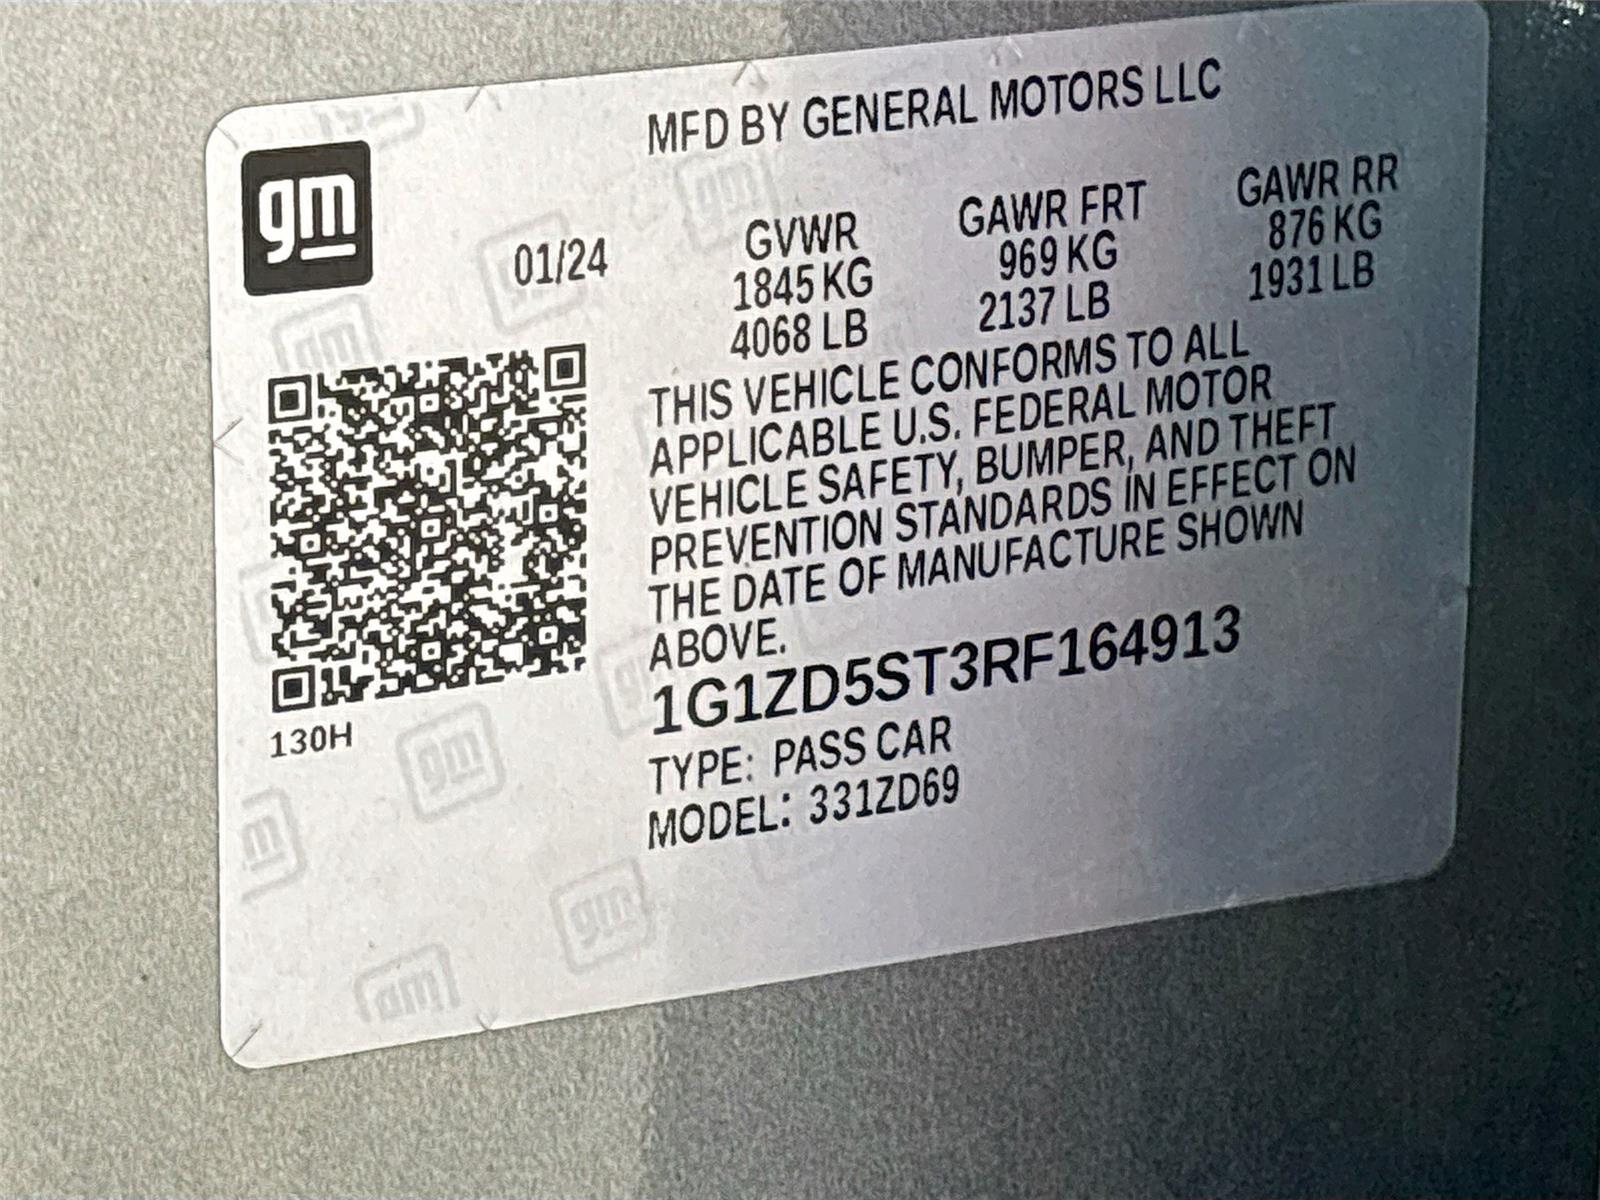 MFD BY GENERAL MOTORS LLC
gm
01/24
GVWR
1845 KG
4068 LB
GAWR FRT
969 KG
2137 LB
GAWR RR
876 KG
1931 LB
THIS VEHICLE CONFORMS TO ALL
APPLICABLE U.S. FEDERAL MOTOR
VEHICLE SAFETY, BUMPER, AND THEFT
PREVENTION STANDARDS IN EFFECT ON
THE DATE OF MANUFACTURE SHOWN
ABOVE.
1G1ZD5ST3RF164913
TYPE: PASS CAR
MODEL: 331ZD69
130H